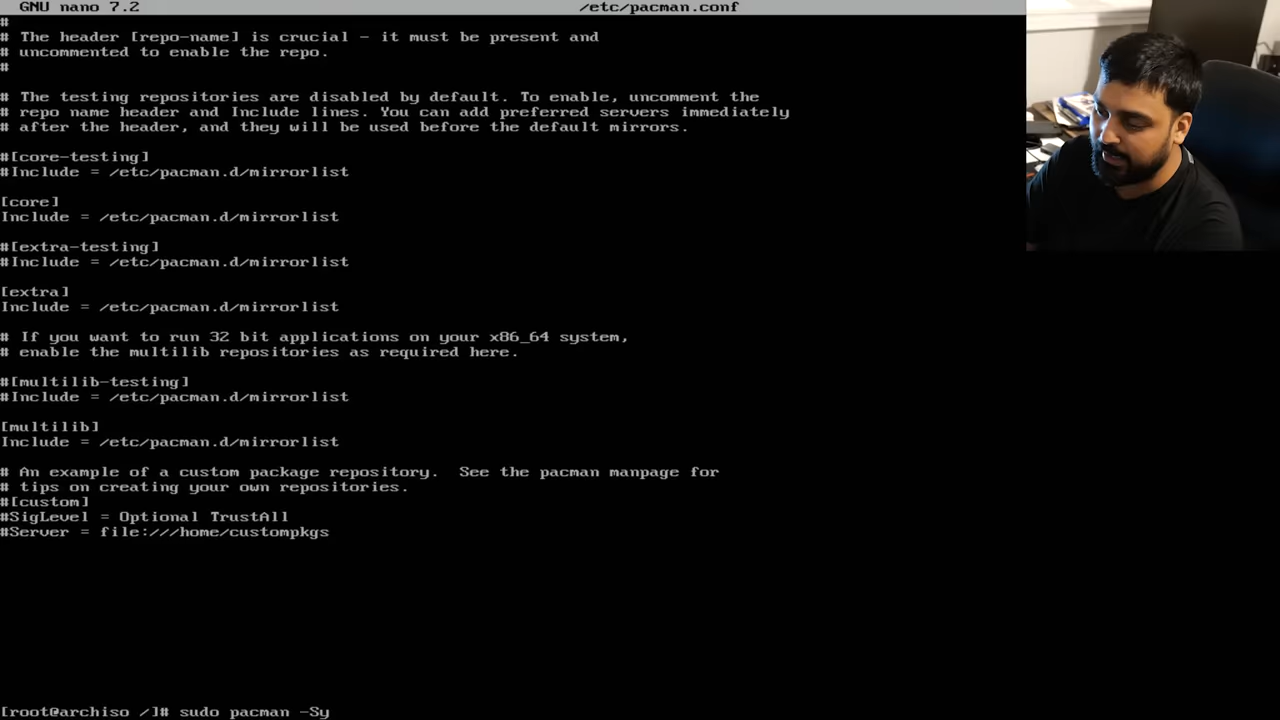 GNU nano 7.2 /etc/pacman.conf
#
# The header [repo-name] is crucial - it must be present and
# uncommented to enable the repo.
#
# The testing repositories are disabled by default. To enable, uncomment the
# repo name header and Include lines. You can add preferred servers immediately
# after the header, and they will be used before the default mirrors.
#[core-testing]
#Include = /etc/pacman.d/mirrorlist
[core]
Include = /etc/pacman.d/mirrorlist
#[extra-testing]
#Include = /etc/pacman.d/mirrorlist
[extra]
Include = /etc/pacman.d/mirrorlist
# If you want to run 32 bit applications on your x86_64 system,
# enable the multilib repositories as required here.
#[multilib-testing]
#Include = /etc/pacman.d/mirrorlist
[multilib]
Include = /etc/pacman.d/mirrorlist
# An example of a custom package repository.  See the pacman manpage for
# tips on creating your own repositories.
#[custom]
#SigLevel = Optional TrustAll
#Server = file:///home/custompkgs
[root@archiso /]# sudo pacman -Sy